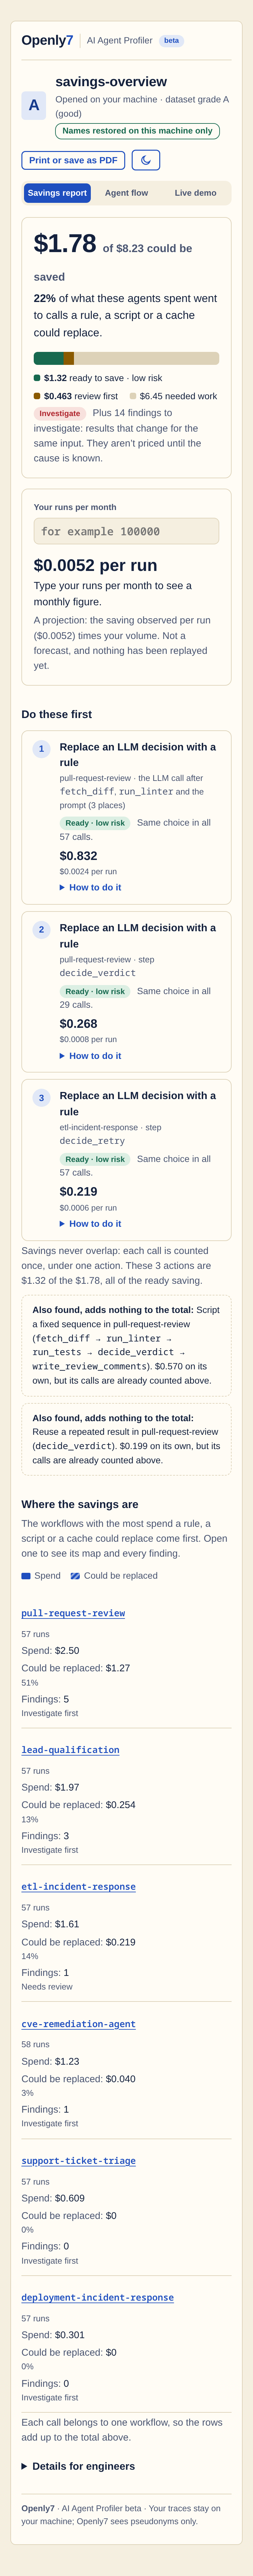 Openly7 AI Agent Profiler beta
A
savings-overview
Opened on your machine · dataset grade A
(good)
Names restored on this machine only
Print or save as PDF
Savings report Agent flow Live demo
$1.78 of $8.23 could be
saved
22% of what these agents spent went
to calls a rule, a script or a cache
could replace.
$1.32 ready to save · low risk
$0.463 review first $6.45 needed work
Investigate Plus 14 findings to
investigate: results that change for the
same input. They aren't priced until the
cause is known.
Your runs per month
for example 100000
$0.0052 per run
Type your runs per month to see a
monthly figure.
A projection: the saving observed per run
($0.0052) times your volume. Not a
forecast, and nothing has been replayed
yet.
Do these first
1
Replace an LLM decision with a
rule
pull-request-review · the LLM call after
fetch_diff, run_linter and the
prompt (3 places)
Ready · low risk Same choice in all
57 calls.
$0.832
$0.0024 per run
How to do it
2
Replace an LLM decision with a
rule
pull-request-review · step
decide_verdict
Ready · low risk Same choice in all
29 calls.
$0.268
$0.0008 per run
How to do it
3
Replace an LLM decision with a
rule
etl-incident-response · step
decide_retry
Ready · low risk Same choice in all
57 calls.
$0.219
$0.0006 per run
How to do it
Savings never overlap: each call is counted
once, under one action. These 3 actions are
$1.32 of the $1.78, all of the ready saving.
Also found, adds nothing to the total: Script
a fixed sequence in pull-request-review
(fetch_diff → run_linter →
run_tests → decide_verdict →
write_review_comments). $0.570 on its
own, but its calls are already counted above.
Also found, adds nothing to the total:
Reuse a repeated result in pull-request-review
(decide_verdict). $0.199 on its own, but its
calls are already counted above.
Where the savings are
The workflows with the most spend a rule, a
script or a cache could replace come first. Open
one to see its map and every finding.
Spend Could be replaced
pull-request-review
57 runs
Spend: $2.50
Could be replaced: $1.27
51%
Findings: 5
Investigate first
lead-qualification
57 runs
Spend: $1.97
Could be replaced: $0.254
13%
Findings: 3
Investigate first
etl-incident-response
57 runs
Spend: $1.61
Could be replaced: $0.219
14%
Findings: 1
Needs review
cve-remediation-agent
58 runs
Spend: $1.23
Could be replaced: $0.040
3%
Findings: 1
Investigate first
support-ticket-triage
57 runs
Spend: $0.609
Could be replaced: $0
0%
Findings: 0
Investigate first
deployment-incident-response
57 runs
Spend: $0.301
Could be replaced: $0
0%
Findings: 0
Investigate first
Each call belongs to one workflow, so the rows
add up to the total above.
Details for engineers
Openly7 · AI Agent Profiler beta · Your traces stay on
your machine; Openly7 sees pseudonyms only.